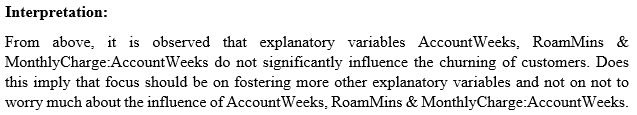 Interpretation:
From above, it is observed that explanatory variables AccountWeeks, RoamMins &
MonthlyCharge:AccountWeeks do not significantly influence the churning of customers. Does
this imply that focus should be on fostering more other explanatory variables and not on not to
worry much about the influence of AccountWeeks, RoamMins & MonthlyCharge:AccountWeeks.